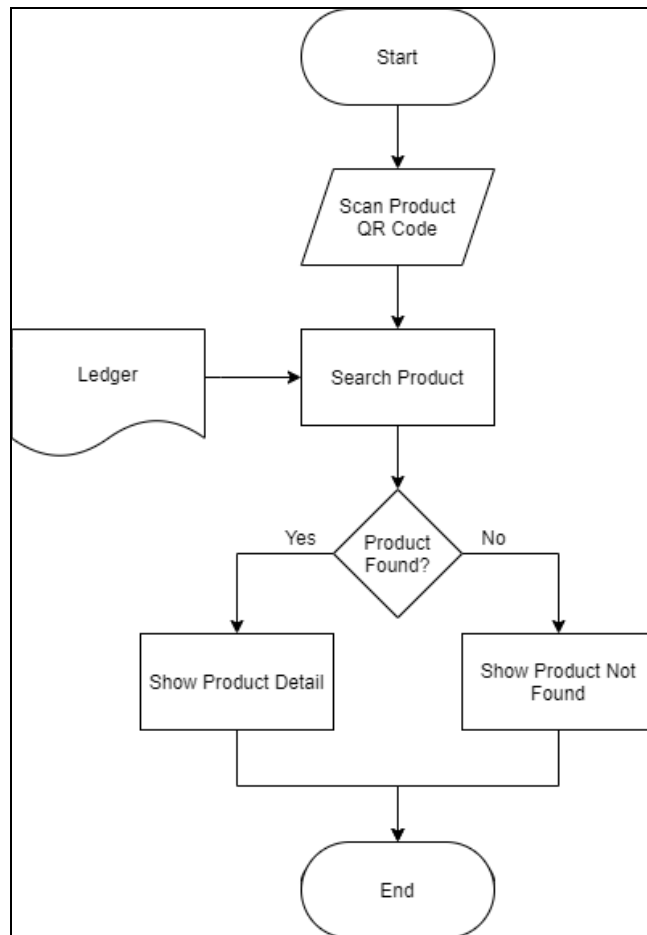 Start
Scan Product
QR Code
Ledger
Search Product
Yes
Product
Found?
No
Show Product Detail
Show Product Not
Found
End